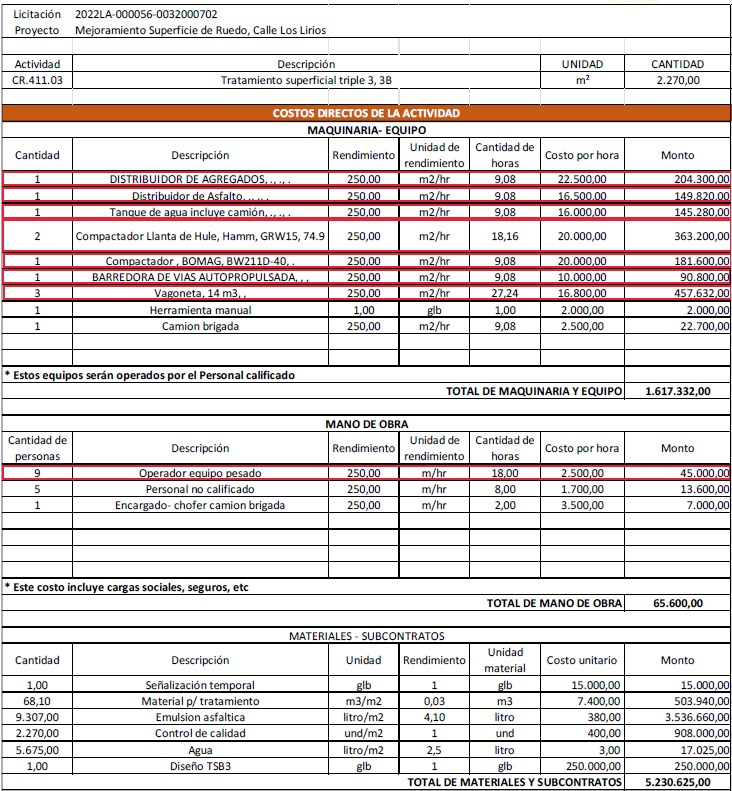 Licitación 2022LA-000056-0032000702
Proyecto Mejoramiento Superficie de Ruedo, Calle Los Lirios
Actividad Descripción UNIDAD CANTIDAD
CR.411.03 Tratamiento superficial triple 3, 3B m² 2.270,00
COSTOS DIRECTOS DE LA ACTIVIDAD
MAQUINARIA- EQUIPO
Cantidad Descripción Rendimiento Unidad de rendimiento Cantidad de horas Costo por hora Monto
1 DISTRIBUIDOR DE AGREGADOS, ., ., . 250,00 m2/hr 9,08 22.500,00 204.300,00
1 Distribuidor de Asfalto, ., ., . 250,00 m2/hr 9,08 16.500,00 149.820,00
1 Tanque de agua incluye camión, ., ., . 250,00 m2/hr 9,08 16.000,00 145.280,00
2 Compactador Llanta de Hule, Hamm, GRW15, 74.9 250,00 m2/hr 18,16 20.000,00 363.200,00
1 Compactador , BOMAG, BW211D-40, . 250,00 m2/hr 9,08 20.000,00 181.600,00
1 BARREDORA DE VIAS AUTOPROPULSADA, , , 250,00 m2/hr 9,08 10.000,00 90.800,00
3 Vagoneta, 14 m3, , 250,00 m2/hr 27,24 16.800,00 457.632,00
1 Herramienta manual 1,00 glb 1,00 2.000,00 2.000,00
1 Camion brigada 250,00 m2/hr 9,08 2.500,00 22.700,00
* Estos equipos serán operados por el Personal calificado
TOTAL DE MAQUINARIA Y EQUIPO 1.617.332,00
MANO DE OBRA
Cantidad de personas Descripción Rendimiento Unidad de rendimiento Cantidad de horas Costo por hora Monto
9 Operador equipo pesado 250,00 m/hr 18,00 2.500,00 45.000,00
5 Personal no calificado 250,00 m/hr 8,00 1.700,00 13.600,00
1 Encargado- chofer camion brigada 250,00 m/hr 2,00 3.500,00 7.000,00
* Este costo incluye cargas sociales, seguros, etc
TOTAL DE MANO DE OBRA 65.600,00
MATERIALES - SUBCONTRATOS
Cantidad Descripción Unidad Rendimiento Unidad material Costo unitario Monto
1,00 Señalización temporal glb 1 glb 15.000,00 15.000,00
68,10 Material p/ tratamiento m3/m2 0,03 m3 7.400,00 503.940,00
9.307,00 Emulsion asfaltica litro/m2 4,10 litro 380,00 3.536.660,00
2.270,00 Control de calidad und/m2 1 und 400,00 908.000,00
5.675,00 Agua litro/m2 2,5 litro 3,00 17.025,00
1,00 Diseño TSB3 glb 1 glb 250.000,00 250.000,00
TOTAL DE MATERIALES Y SUBCONTRATOS 5.230.625,00